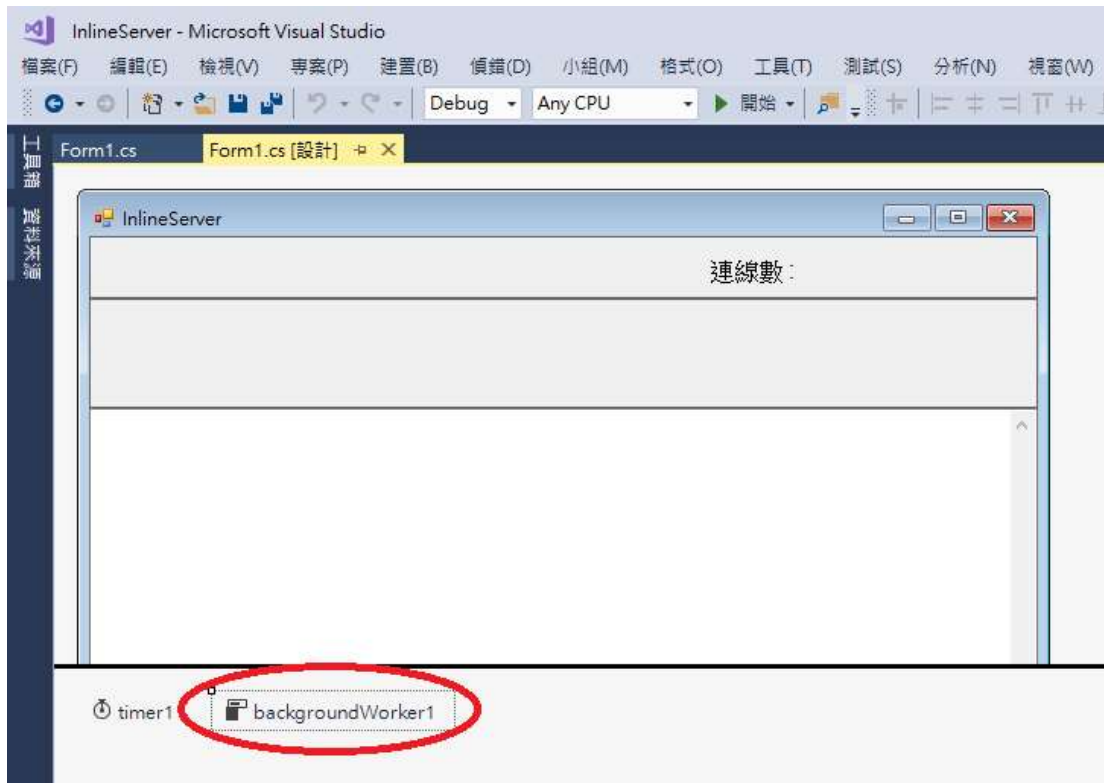 InlineServer - Microsoft Visual Studio
檔案(F) 編輯(E) 檢視(V) 專案(P) 建置(B) 偵錯(D) 小組(M) 格式(O) 工具(T) 測試(S) 分析(N) 視窗(W)
Debug Any CPU 開始
工具箱
資料來源
Form1.cs Form1.cs [設計]
InlineServer
連線數 :
timer1 backgroundWorker1